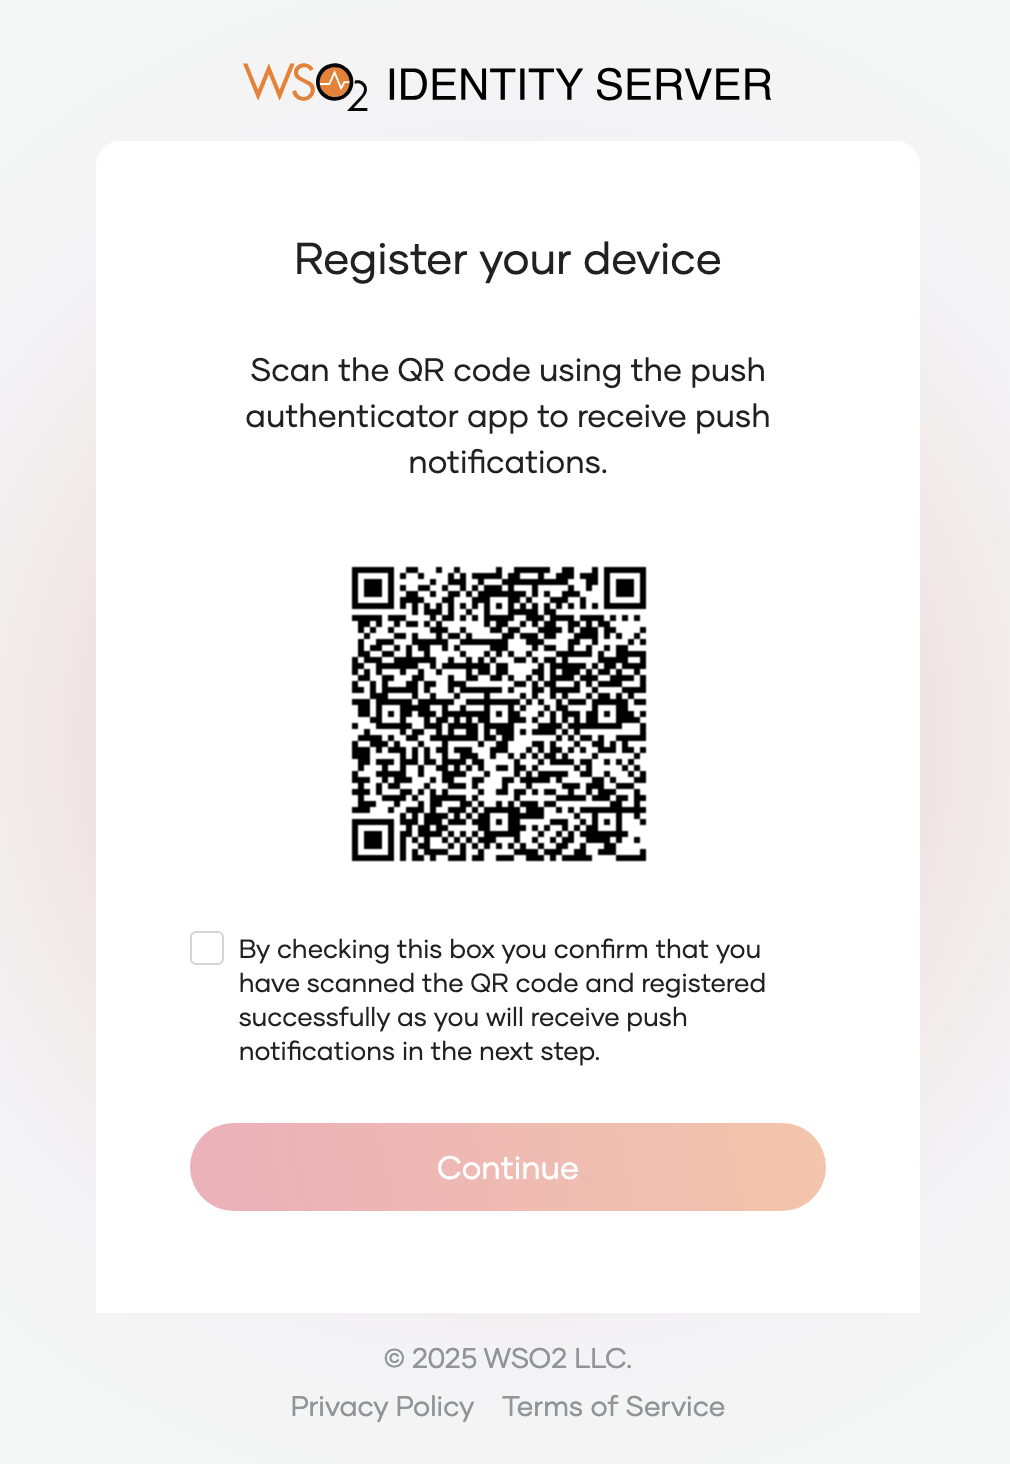 WSO2 IDENTITY SERVER
Register your device
Scan the QR code using the push
authenticator app to receive push
notifications.
By checking this box you confirm that you
have scanned the QR code and registered
successfully as you will receive push
notifications in the next step.
Continue
© 2025 WSO2 LLC.
Privacy Policy Terms of Service